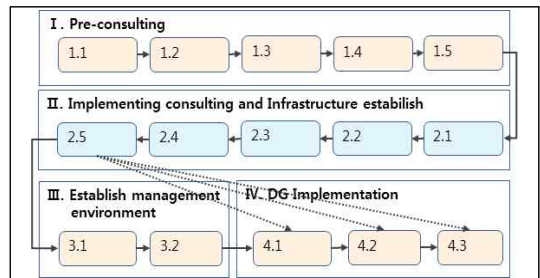 Ⅰ. Pre-consulting
1.1 1.2 1.3 1.4 1.5
Ⅱ. Implementing consulting and Infrastructure estabilish
2.5 2.4 2.3 2.2 2.1
Ⅲ. Establish management
environment
Ⅳ. DG Implementation
3.1 3.2 4.1 4.2 4.3